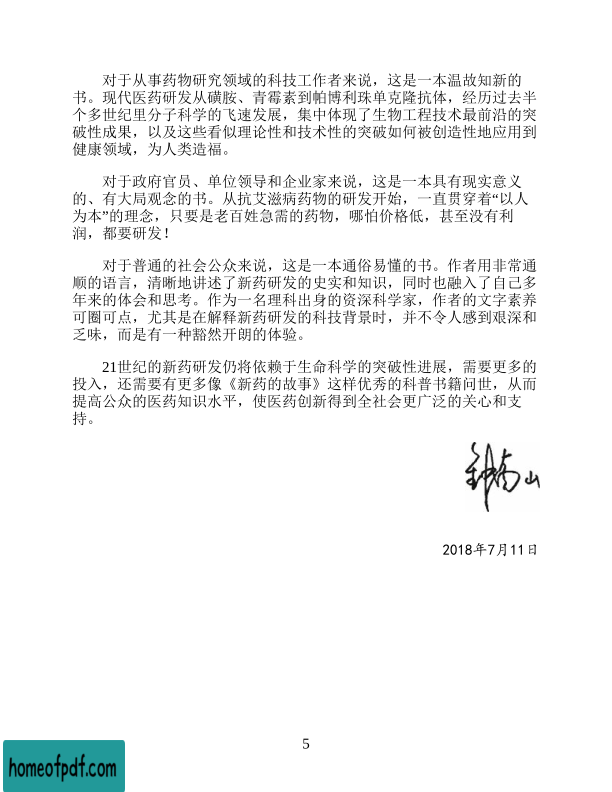 对于从事药物研究领域的科技工作者来说，这是一本温故知新的
书。现代医药研发从磺胺、青霉素到帕博利珠单克隆抗体，经历过去半
个多世纪里分子科学的飞速发展，集中体现了生物工程技术最前沿的突
破性成果，以及这些看似理论性和技术性的突破如何被创造性地应用到
健康领域，为人类造福。
对于政府官员、单位领导和企业家来说，这是一本具有现实意义
的、有大局观念的书。从抗艾滋病药物的研发开始，一直贯穿着“以人
为本”的理念，只要是老百姓急需的药物，哪怕价格低，甚至没有利
润，都要研发！
对于普通的社会公众来说，这是一本通俗易懂的书。作者用非常通
顺的语言，清晰地讲述了新药研发的史实和知识，同时也融入了自己多
年来的体会和思考。作为一名理科出身的资深科学家，作者的文字素养
可圈可点，尤其是在解释新药研发的科技背景时，并不令人感到艰深和
乏味，而是有一种豁然开朗的体验。
21世纪的新药研发仍将依赖于生命科学的突破性进展，需要更多的
投入，还需要有更多像《新药的故事》这样优秀的科普书籍问世，从而
提高公众的医药知识水平，使医药创新得到全社会更广泛的关心和支
持。
钟南山
2018年7月11日
5
homeofpdf.com